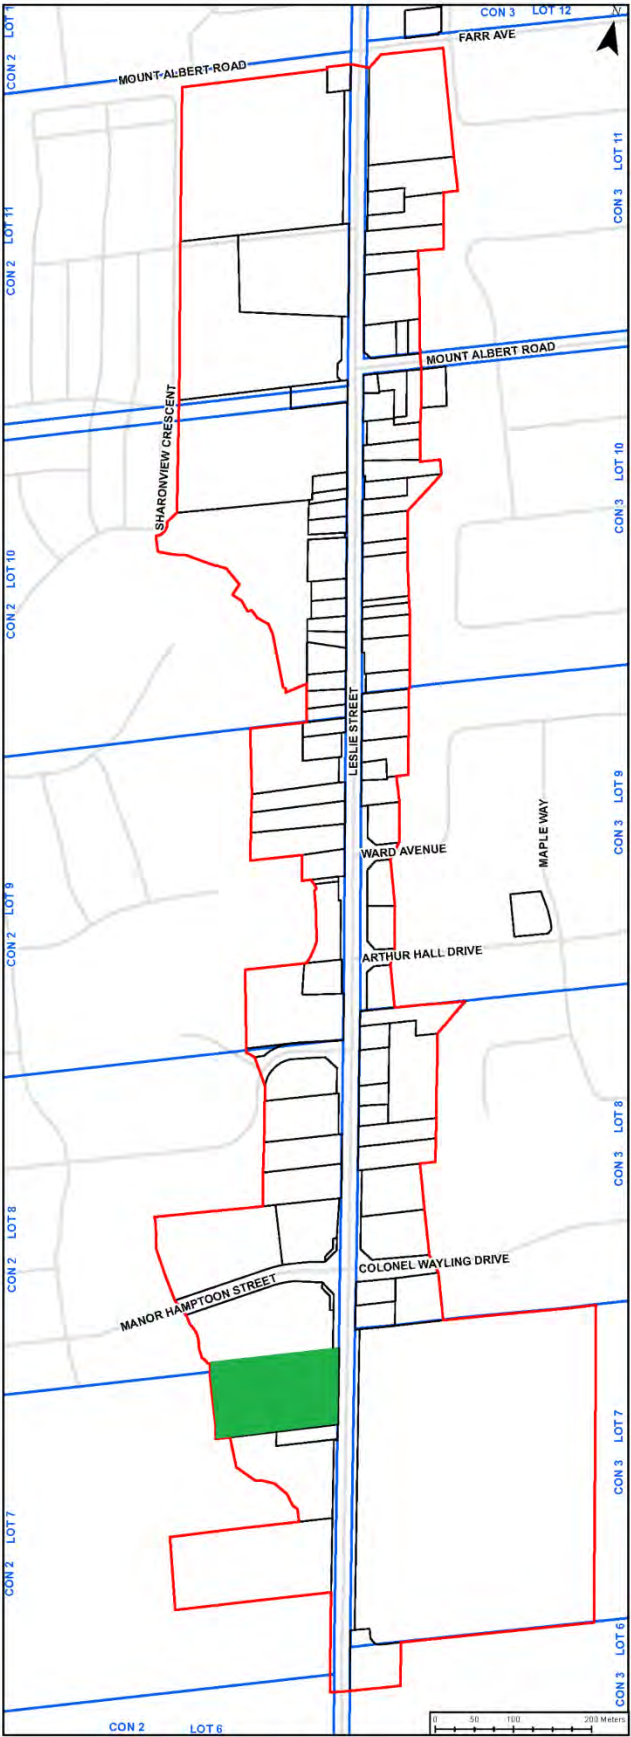 CON 3 LOT 12
N
FARR AVE
CON 2 LOT 1
MOUNT ALBERT ROAD
CON 3 LOT 11
CON 2 LOT 11
MOUNT ALBERT ROAD
SHARONVIEW CRESCENT
CON 3 LOT 10
CON 2 LOT 10
LESLIE STREET
CON 3 LOT 9
MAPLE WAY
WARD AVENUE
CON 2 LOT 9
ARTHUR HALL DRIVE
CON 3 LOT 8
CON 2 LOT 8
COLONEL WAYLING DRIVE
MANOR HAMPTOON STREET
CON 3 LOT 7
CON 2 LOT 7
CON 3 LOT 6
CON 2 LOT 6
0 50 100 200 Meters